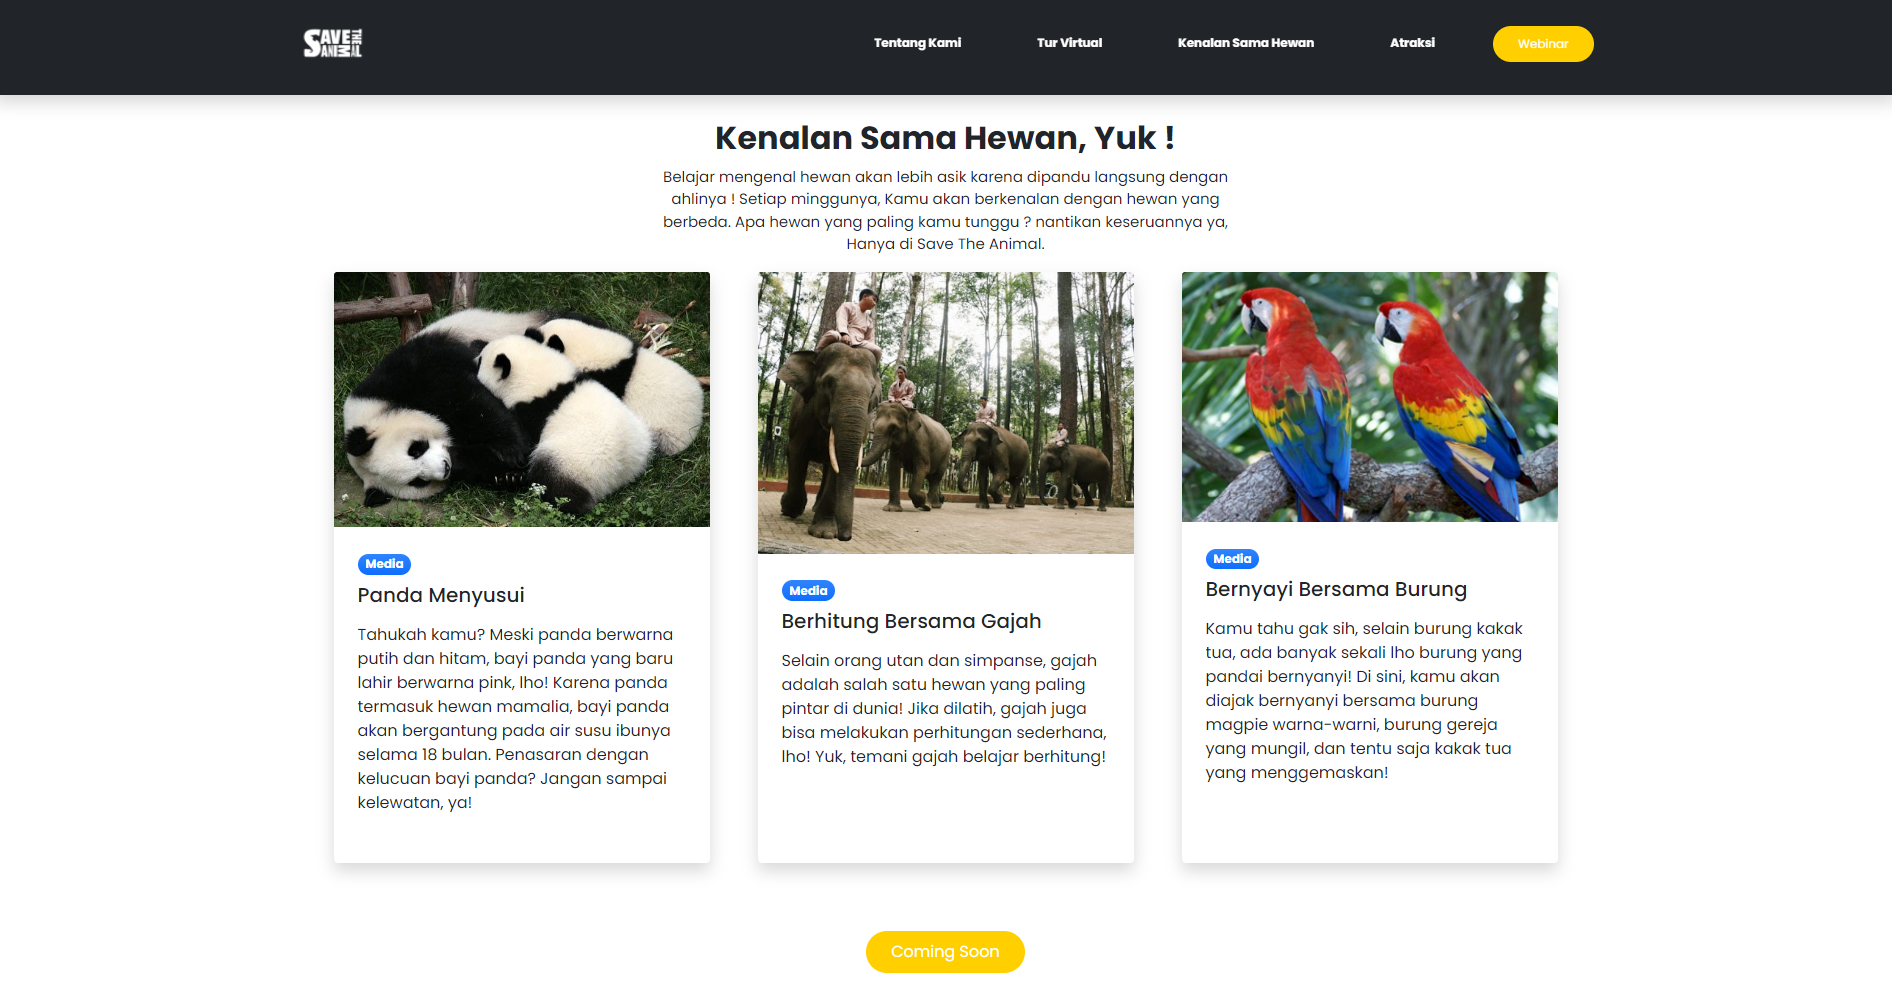 SAVE THE ANIMAL
Tentang Kami
Tur Virtual
Kenalan Sama Hewan
Atraksi
Webinar
Kenalan Sama Hewan, Yuk !
Belajar mengenal hewan akan lebih asik karena dipandu langsung dengan
ahlinya ! Setiap minggunya, Kamu akan berkenalan dengan hewan yang
berbeda. Apa hewan yang paling kamu tunggu ? nantikan keseruannya ya,
Hanya di Save The Animal.
Media
Panda Menyusui
Tahukah kamu? Meski panda berwarna
putih dan hitam, bayi panda yang baru
lahir berwarna pink, lho! Karena panda
termasuk hewan mamalia, bayi panda
akan bergantung pada air susu ibunya
selama 18 bulan. Penasaran dengan
kelucuan bayi panda? Jangan sampai
kelewatan, ya!
Media
Berhitung Bersama Gajah
Selain orang utan dan simpanse, gajah
adalah salah satu hewan yang paling
pintar di dunia! Jika dilatih, gajah juga
bisa melakukan perhitungan sederhana,
lho! Yuk, temani gajah belajar berhitung!
Media
Bernyayi Bersama Burung
Kamu tahu gak sih, selain burung kakak
tua, ada banyak sekali lho burung yang
pandai bernyanyi! Di sini, kamu akan
diajak bernyanyi bersama burung
magpie warna-warni, burung gereja
yang mungil, dan tentu saja kakak tua
yang menggemaskan!
Coming Soon